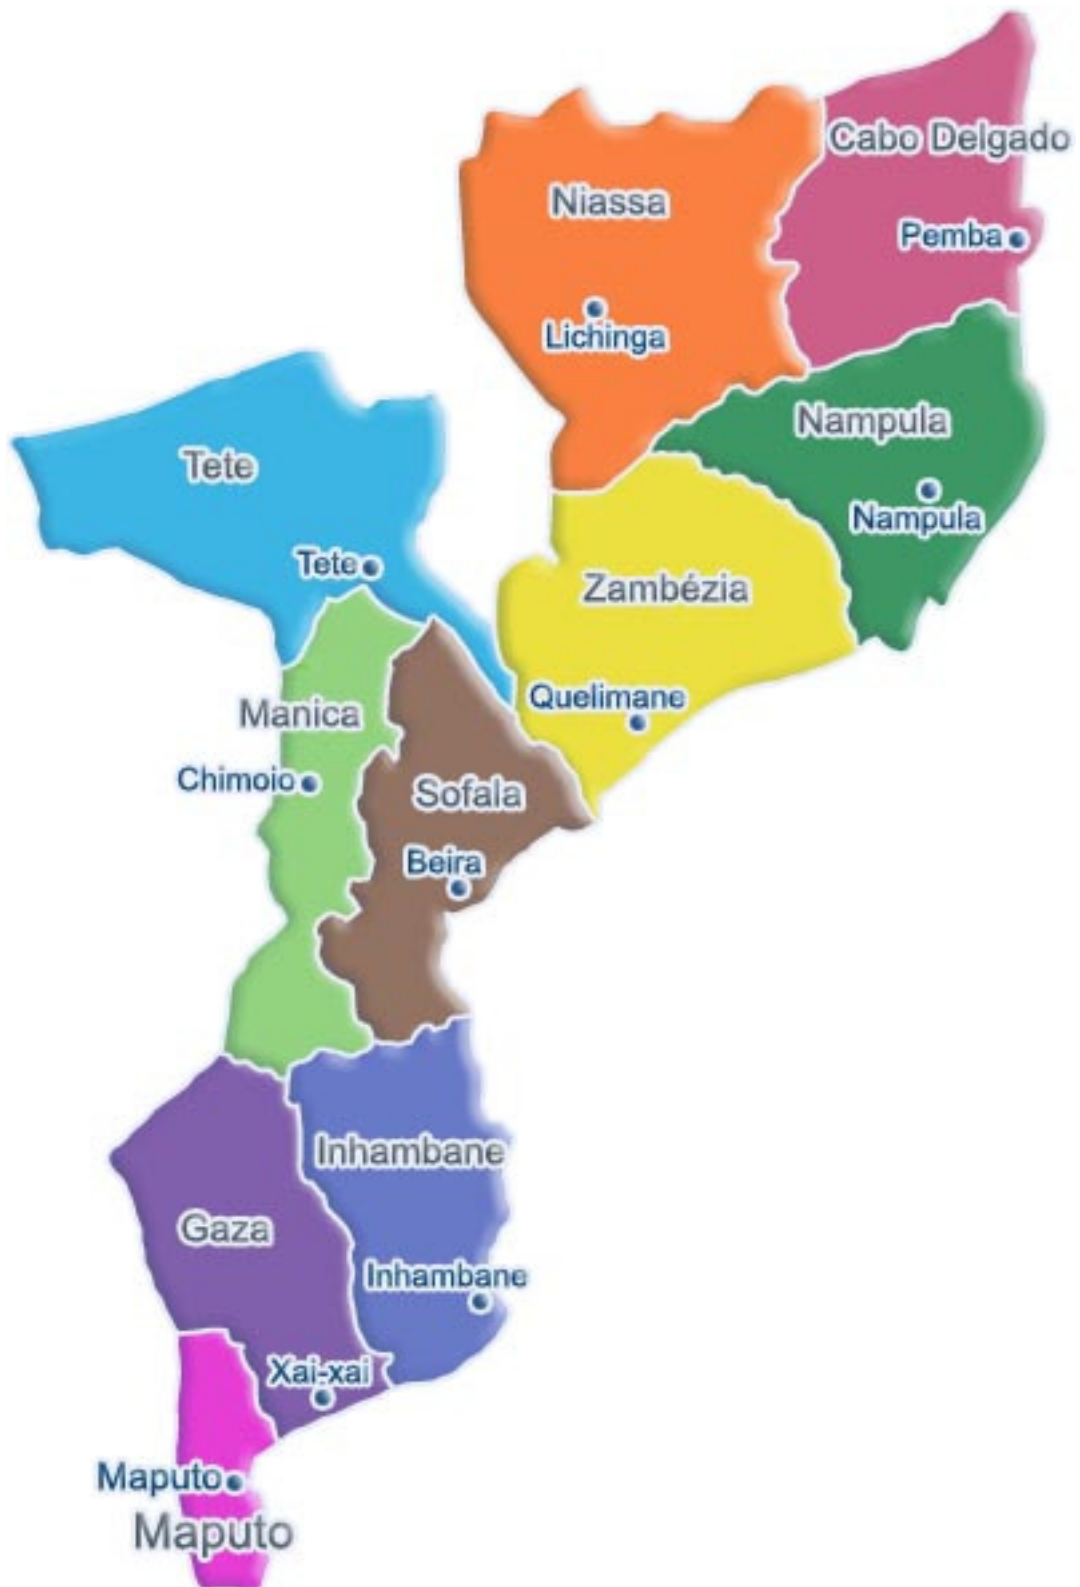 Cabo Delgado
Niassa
Pemba
Lichinga
Nampula
Tete
Nampula
Tete
Zambézia
Quelimane
Manica
Chimoio
Sofala
Beira
Inhambane
Gaza
Inhambane
Xai-xai
Maputo
Maputo